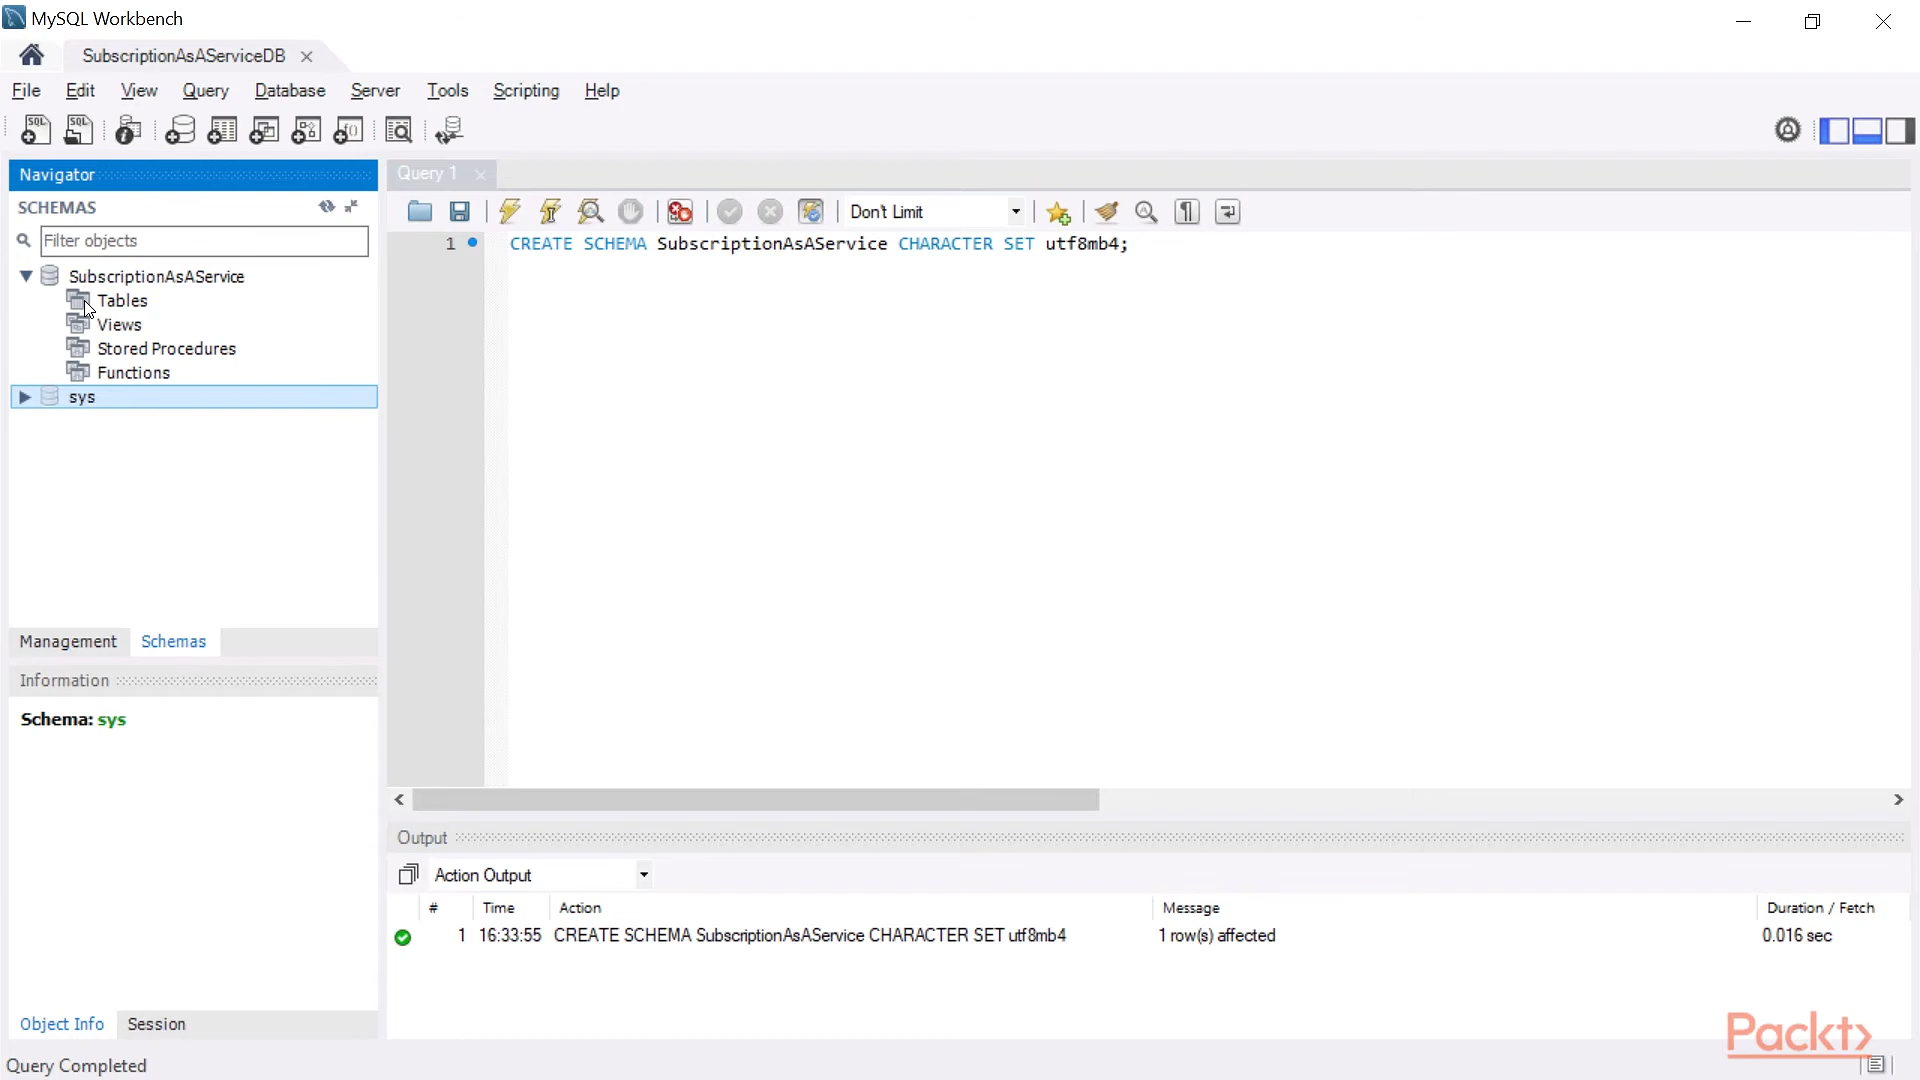 MySQL Workbench
SubscriptionAsAServiceDB
File Edit View Query Database Server Tools Scripting Help
Navigator
SCHEMAS
Filter objects
SubscriptionAsAService
Tables
Views
Stored Procedures
Functions
sys
Management Schemas
Information
Schema: sys
Object Info Session
Query 1
Don't Limit
1 CREATE SCHEMA SubscriptionAsAService CHARACTER SET utf8mb4;
Output
Action Output
# Time Action Message Duration / Fetch
1 16:33:55 CREATE SCHEMA SubscriptionAsAService CHARACTER SET utf8mb4 1 row(s) affected 0.016 sec
Packt
Query Completed